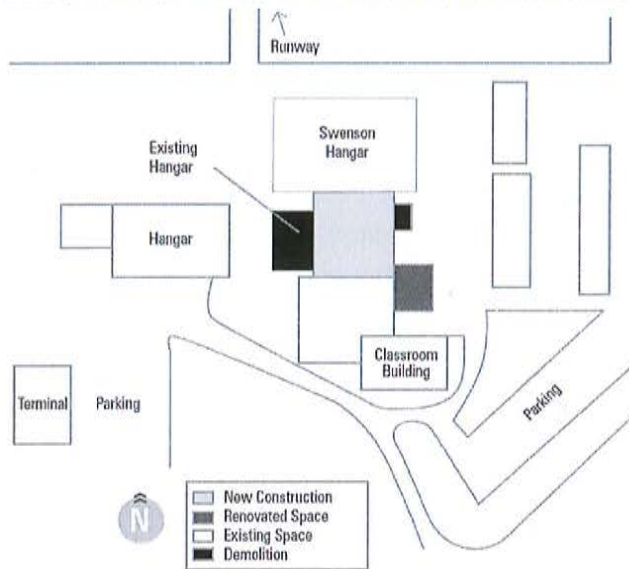 Runway
Swenson
Hangar
Existing
Hangar
Hangar
Classroom
Building
Terminal
Parking
Parking
N
New Construction
Renovated Space
Existing Space
Demolition